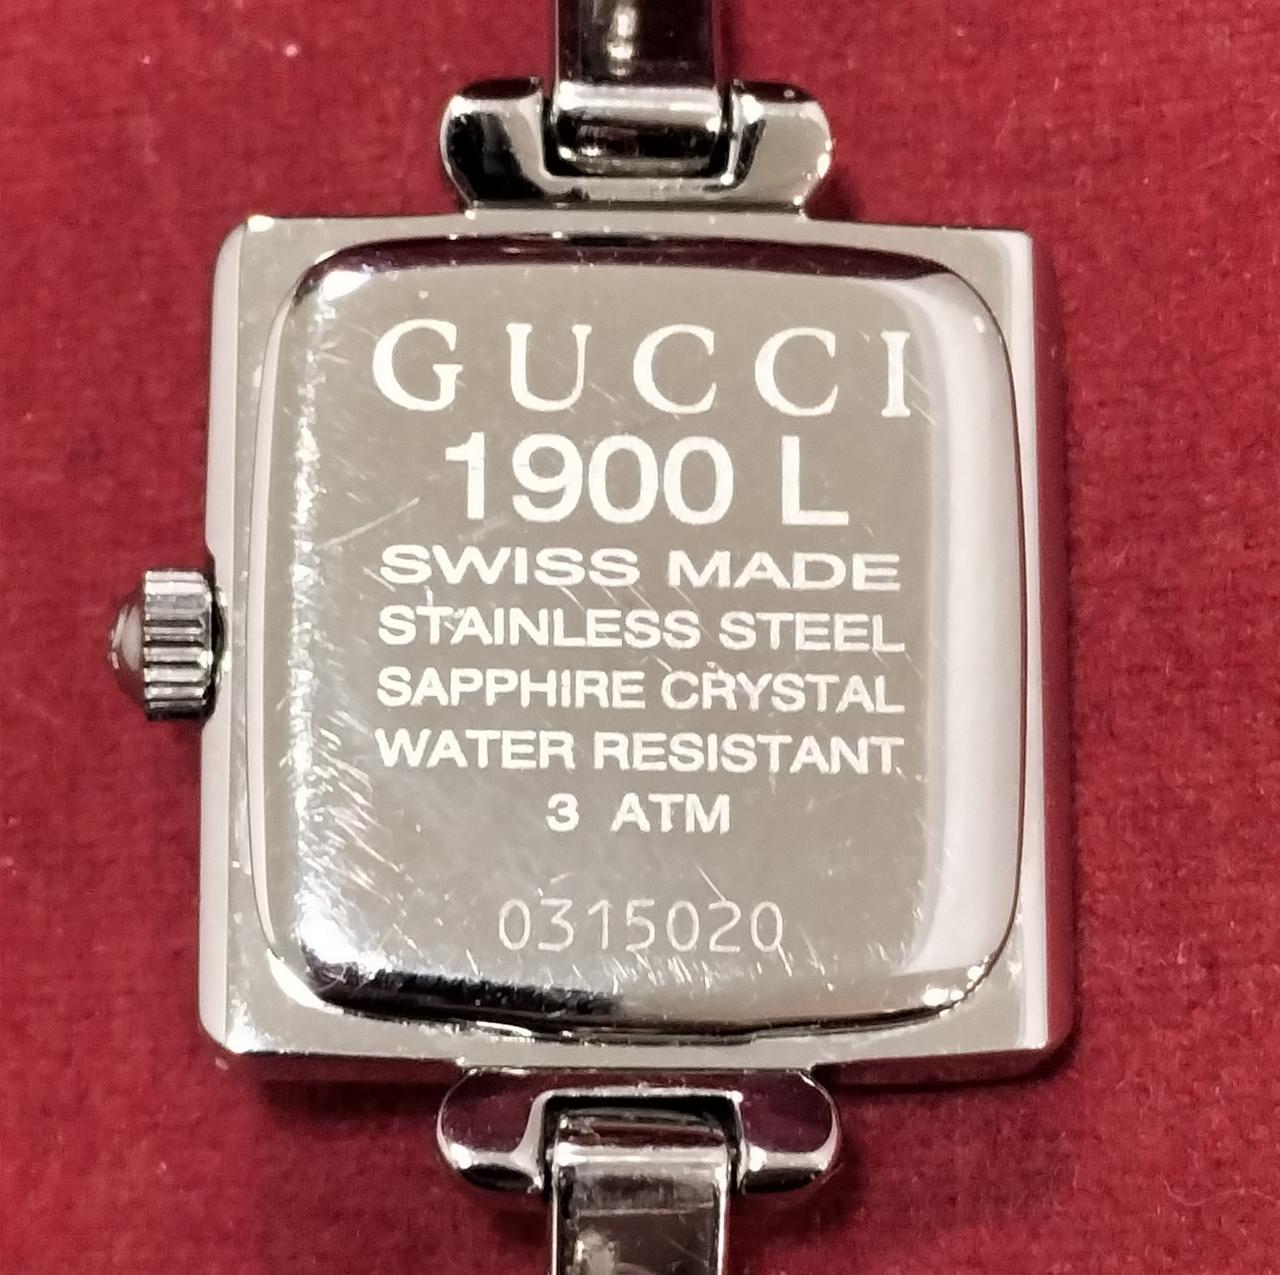 GUCCI
1900 L
SWISS MADE
STAINLESS STEEL
SAPPHIRE CRYSTAL
WATER RESISTANT
3 ATM
0315020